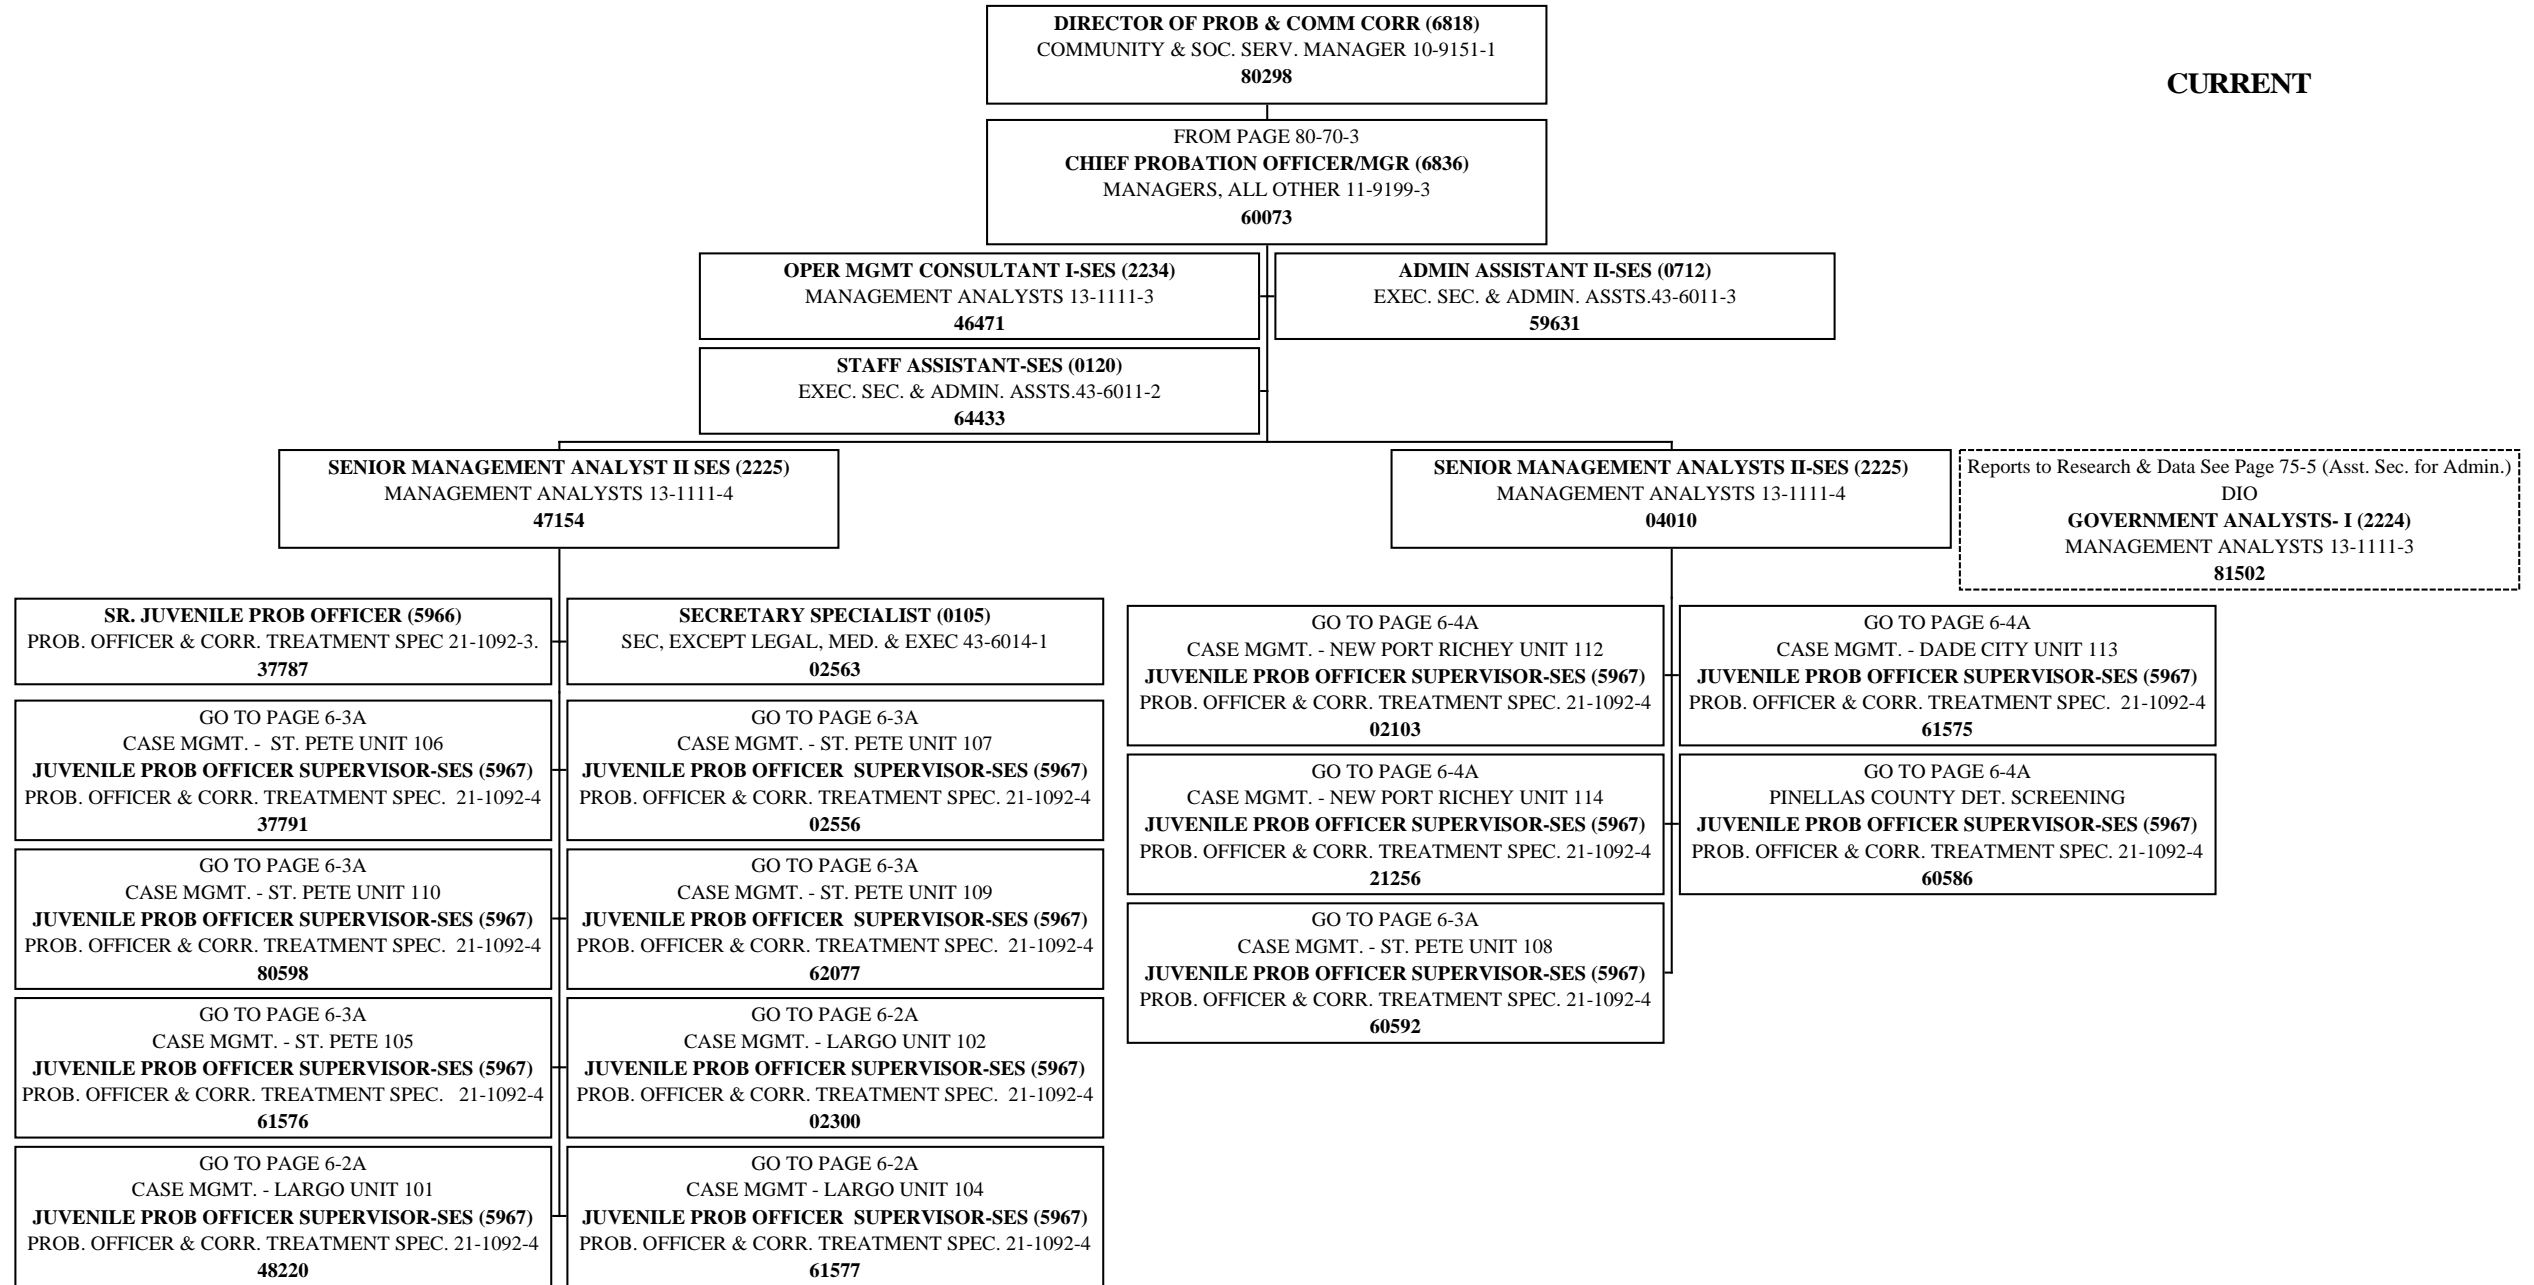 DIRECTOR OF PROB & COMM CORR (6818)
COMMUNITY & SOC. SERV. MANAGER 10-9151-1
80298
CURRENT
FROM PAGE 80-70-3
CHIEF PROBATION OFFICER/MGR (6836)
MANAGERS, ALL OTHER 11-9199-3
60073
OPER MGMT CONSULTANT I-SES (2234)
MANAGEMENT ANALYSTS 13-1111-3
46471
ADMIN ASSISTANT II-SES (0712)
EXEC. SEC. & ADMIN. ASSTS.43-6011-3
59631
STAFF ASSISTANT-SES (0120)
EXEC. SEC. & ADMIN. ASSTS.43-6011-2
64433
SENIOR MANAGEMENT ANALYST II SES (2225)
MANAGEMENT ANALYSTS 13-1111-4
47154
SENIOR MANAGEMENT ANALYSTS II-SES (2225)
MANAGEMENT ANALYSTS 13-1111-4
04010
Reports to Research & Data See Page 75-5 (Asst. Sec. for Admin.)
DIO
GOVERNMENT ANALYSTS- I (2224)
MANAGEMENT ANALYSTS 13-1111-3
81502
SR. JUVENILE PROB OFFICER (5966)
PROB. OFFICER & CORR. TREATMENT SPEC 21-1092-3.
37787
SECRETARY SPECIALIST (0105)
SEC, EXCEPT LEGAL, MED. & EXEC 43-6014-1
02563
GO TO PAGE 6-3A
CASE MGMT. - ST. PETE UNIT 106
JUVENILE PROB OFFICER SUPERVISOR-SES (5967)
PROB. OFFICER & CORR. TREATMENT SPEC. 21-1092-4
37791
GO TO PAGE 6-3A
CASE MGMT. - ST. PETE UNIT 107
JUVENILE PROB OFFICER SUPERVISOR-SES (5967)
PROB. OFFICER & CORR. TREATMENT SPEC. 21-1092-4
02556
GO TO PAGE 6-3A
CASE MGMT. - ST. PETE UNIT 110
JUVENILE PROB OFFICER SUPERVISOR-SES (5967)
PROB. OFFICER & CORR. TREATMENT SPEC. 21-1092-4
80598
GO TO PAGE 6-3A
CASE MGMT. - ST. PETE UNIT 109
JUVENILE PROB OFFICER SUPERVISOR-SES (5967)
PROB. OFFICER & CORR. TREATMENT SPEC. 21-1092-4
62077
GO TO PAGE 6-3A
CASE MGMT. - ST. PETE 105
JUVENILE PROB OFFICER SUPERVISOR-SES (5967)
PROB. OFFICER & CORR. TREATMENT SPEC. 21-1092-4
61576
GO TO PAGE 6-2A
CASE MGMT. - LARGO UNIT 102
JUVENILE PROB OFFICER SUPERVISOR-SES (5967)
PROB. OFFICER & CORR. TREATMENT SPEC. 21-1092-4
02300
GO TO PAGE 6-2A
CASE MGMT. - LARGO UNIT 101
JUVENILE PROB OFFICER SUPERVISOR-SES (5967)
PROB. OFFICER & CORR. TREATMENT SPEC. 21-1092-4
48220
GO TO PAGE 6-2A
CASE MGMT - LARGO UNIT 104
JUVENILE PROB OFFICER SUPERVISOR-SES (5967)
PROB. OFFICER & CORR. TREATMENT SPEC. 21-1092-4
61577
GO TO PAGE 6-4A
CASE MGMT. - NEW PORT RICHEY UNIT 112
JUVENILE PROB OFFICER SUPERVISOR-SES (5967)
PROB. OFFICER & CORR. TREATMENT SPEC. 21-1092-4
02103
GO TO PAGE 6-4A
CASE MGMT. - DADE CITY UNIT 113
JUVENILE PROB OFFICER SUPERVISOR-SES (5967)
PROB. OFFICER & CORR. TREATMENT SPEC. 21-1092-4
61575
GO TO PAGE 6-4A
CASE MGMT. - NEW PORT RICHEY UNIT 114
JUVENILE PROB OFFICER SUPERVISOR-SES (5967)
PROB. OFFICER & CORR. TREATMENT SPEC. 21-1092-4
21256
GO TO PAGE 6-4A
PINELLAS COUNTY DET. SCREENING
JUVENILE PROB OFFICER SUPERVISOR-SES (5967)
PROB. OFFICER & CORR. TREATMENT SPEC. 21-1092-4
60586
GO TO PAGE 6-3A
CASE MGMT. - ST. PETE UNIT 108
JUVENILE PROB OFFICER SUPERVISOR-SES (5967)
PROB. OFFICER & CORR. TREATMENT SPEC. 21-1092-4
60592